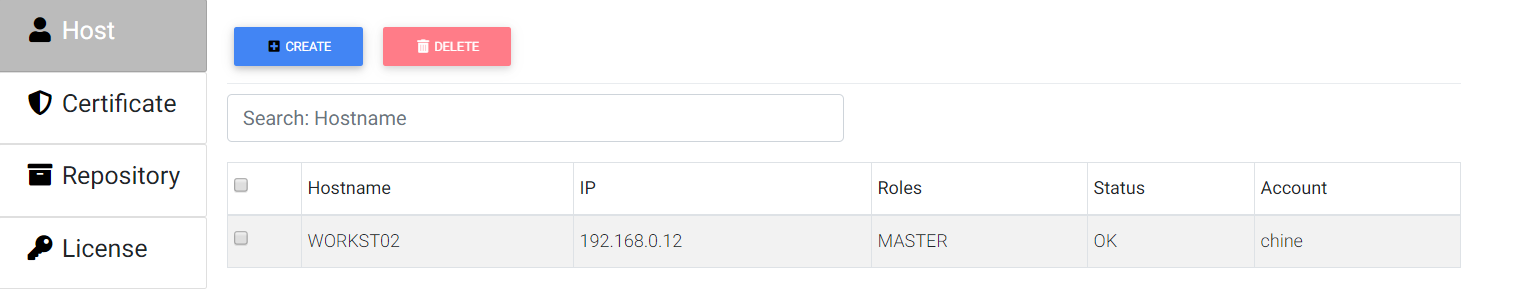 Host
Certificate
Repository
License
CREATE DELETE
Search: Hostname
Hostname IP Roles Status Account
WORKST02 192.168.0.12 MASTER OK chine